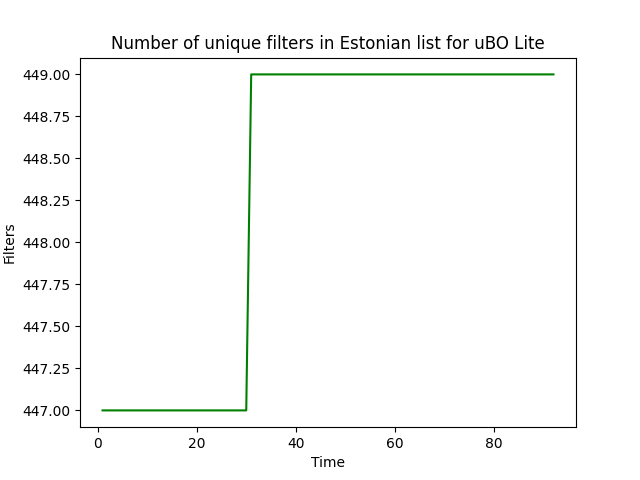 Number of unique filters in Estonian list for uBO Lite
449.00
448.75
448.50
448.25
448.00
447.75
447.50
447.25
447.00
Filters
0 20 40 60 80
Time